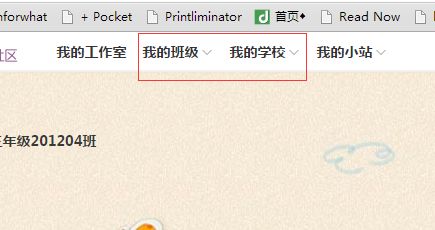 nforwhat + Pocket Printliminator 首页♦ Read Now
社区 我的工作室 我的班级 我的学校 我的小站
年级201204班